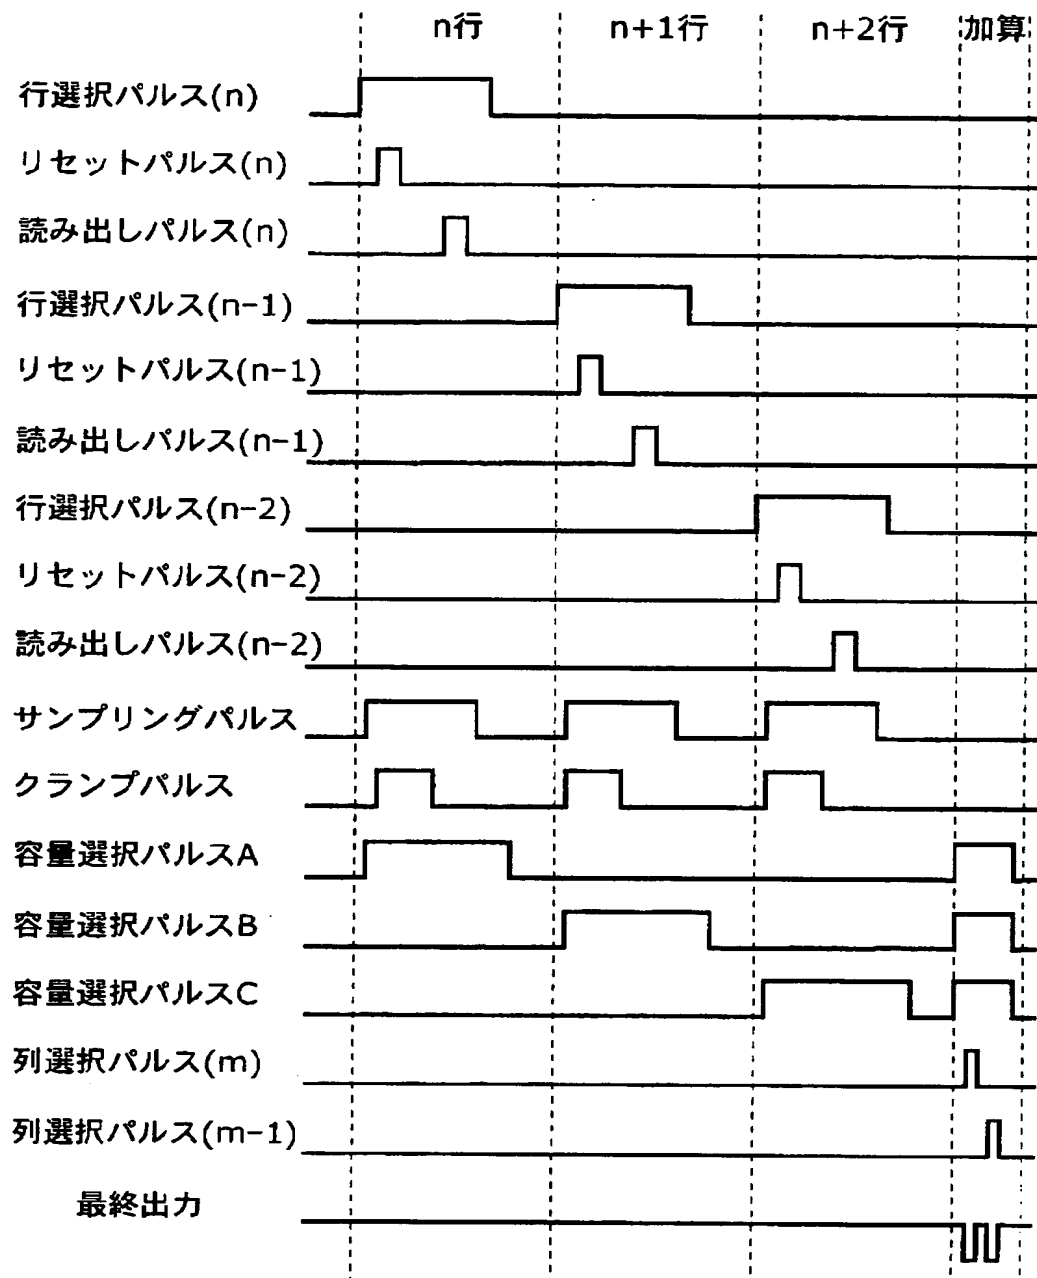 n行 n+1行 n+2行 加算
行選択パルス(n)
リセットパルス(n)
読み出しパルス(n)
行選択パルス(n-1)
リセットパルス(n-1)
読み出しパルス(n-1)
行選択パルス(n-2)
リセットパルス(n-2)
読み出しパルス(n-2)
サンプリングパルス
クランプパルス
容量選択パルスA
容量選択パルスB
容量選択パルスC
列選択パルス(m)
列選択パルス(m-1)
最終出力